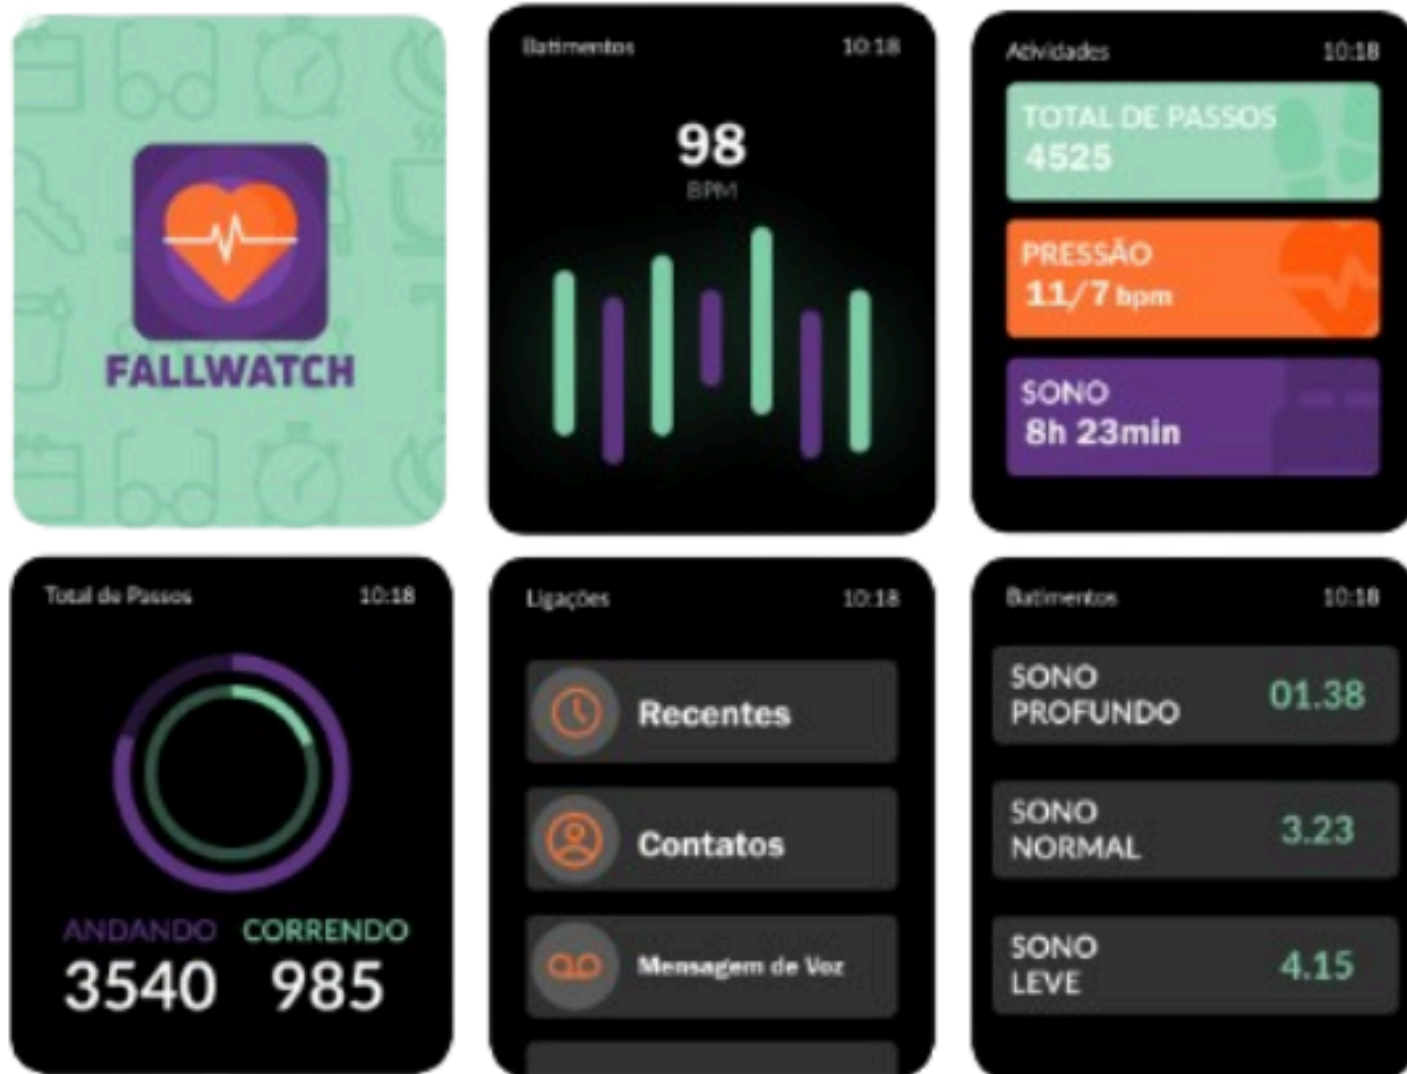 FALLWATCH
Batimentos 10:18
98
BPM
Atividades 10:18
TOTAL DE PASSOS
4525
PRESSÃO
11/7 bpm
SONO
8h 23min
Total de Passos 10:18
ANDANDO CORRENDO
3540 985
Ligações 10:18
Recentes
Contatos
Mensagem de Voz
Batimentos 10:18
SONO
PROFUNDO
01.38
SONO
NORMAL
3.23
SONO
LEVE
4.15